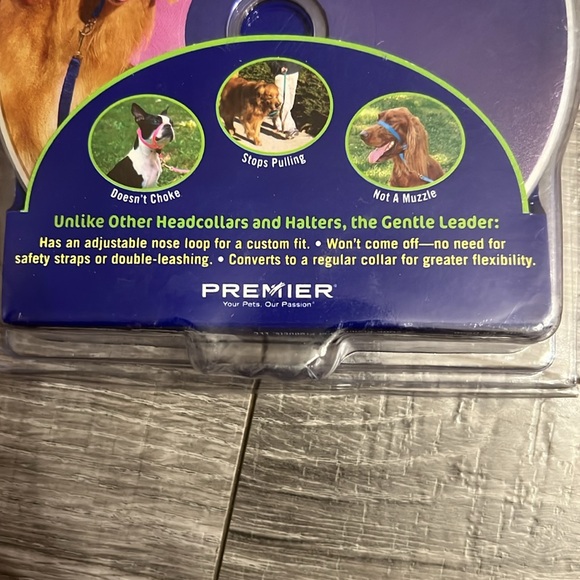 Doesn't Choke
Stops Pulling
Not A Muzzle
Unlike Other Headcollars and Halters, the Gentle Leader:
Has an adjustable nose loop for a custom fit. • Won't come off—no need for
safety straps or double-leashing. • Converts to a regular collar for greater flexibility.
PREMIER®
Your Pets. Our Passion™